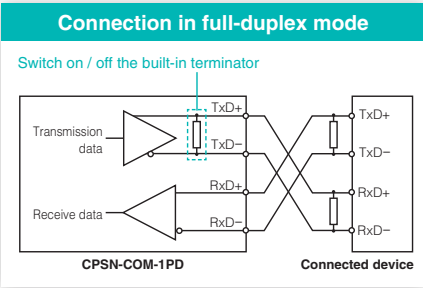 Connection in full-duplex mode
Switch on / off the built-in terminator
TxD+
TxD+
Transmission
data
TxD−
TxD−
RxD+
RxD+
Receive data
RxD−
RxD−
CPSN-COM-1PD
Connected device